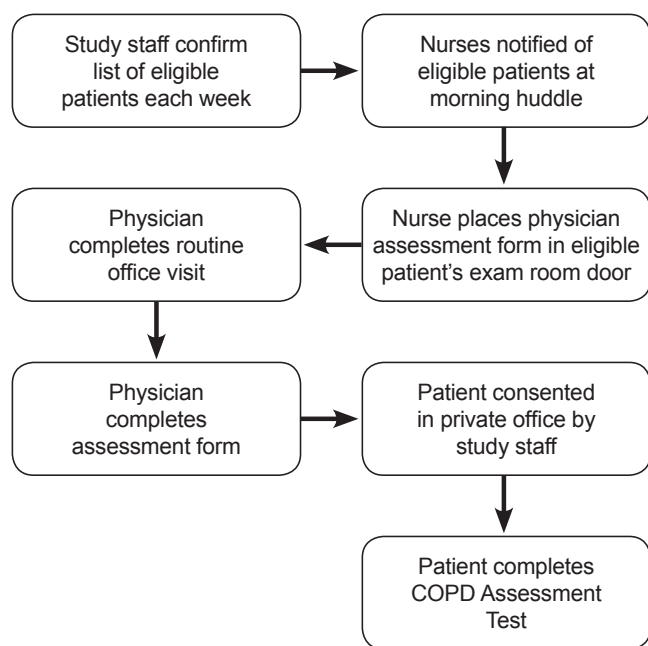 Study staff confirm
list of eligible
patients each week
Nurses notified of
eligible patients at
morning huddle
Nurse places physician
assessment form in eligible
patient’s exam room door
Physician
completes routine
office visit
Physician
completes
assessment form
Patient consented
in private office by
study staff
Patient completes
COPD Assessment
Test